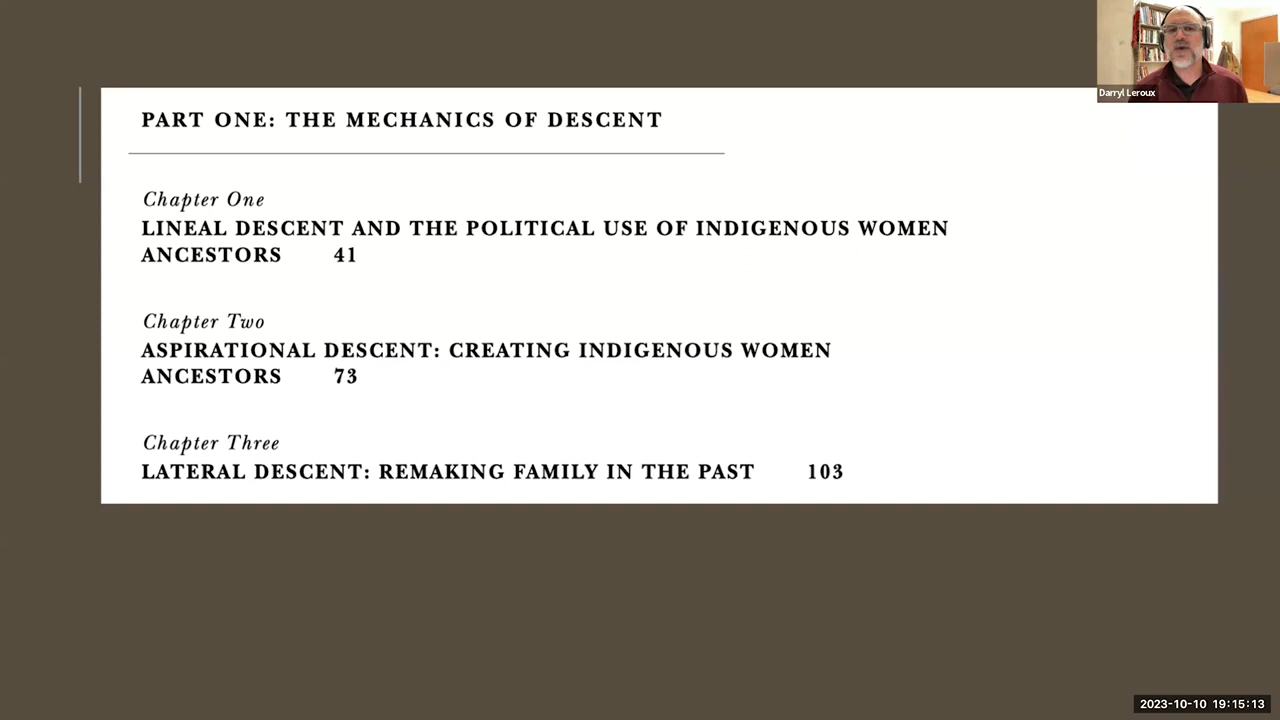 PART ONE: THE MECHANICS OF DESCENT
Chapter One
LINEAL DESCENT AND THE POLITICAL USE OF INDIGENOUS WOMEN
ANCESTORS 41
Chapter Two
ASPIRATIONAL DESCENT: CREATING INDIGENOUS WOMEN
ANCESTORS 73
Chapter Three
LATERAL DESCENT: REMAKING FAMILY IN THE PAST 103
Darryl Leroux
2023-10-10 19:15:13